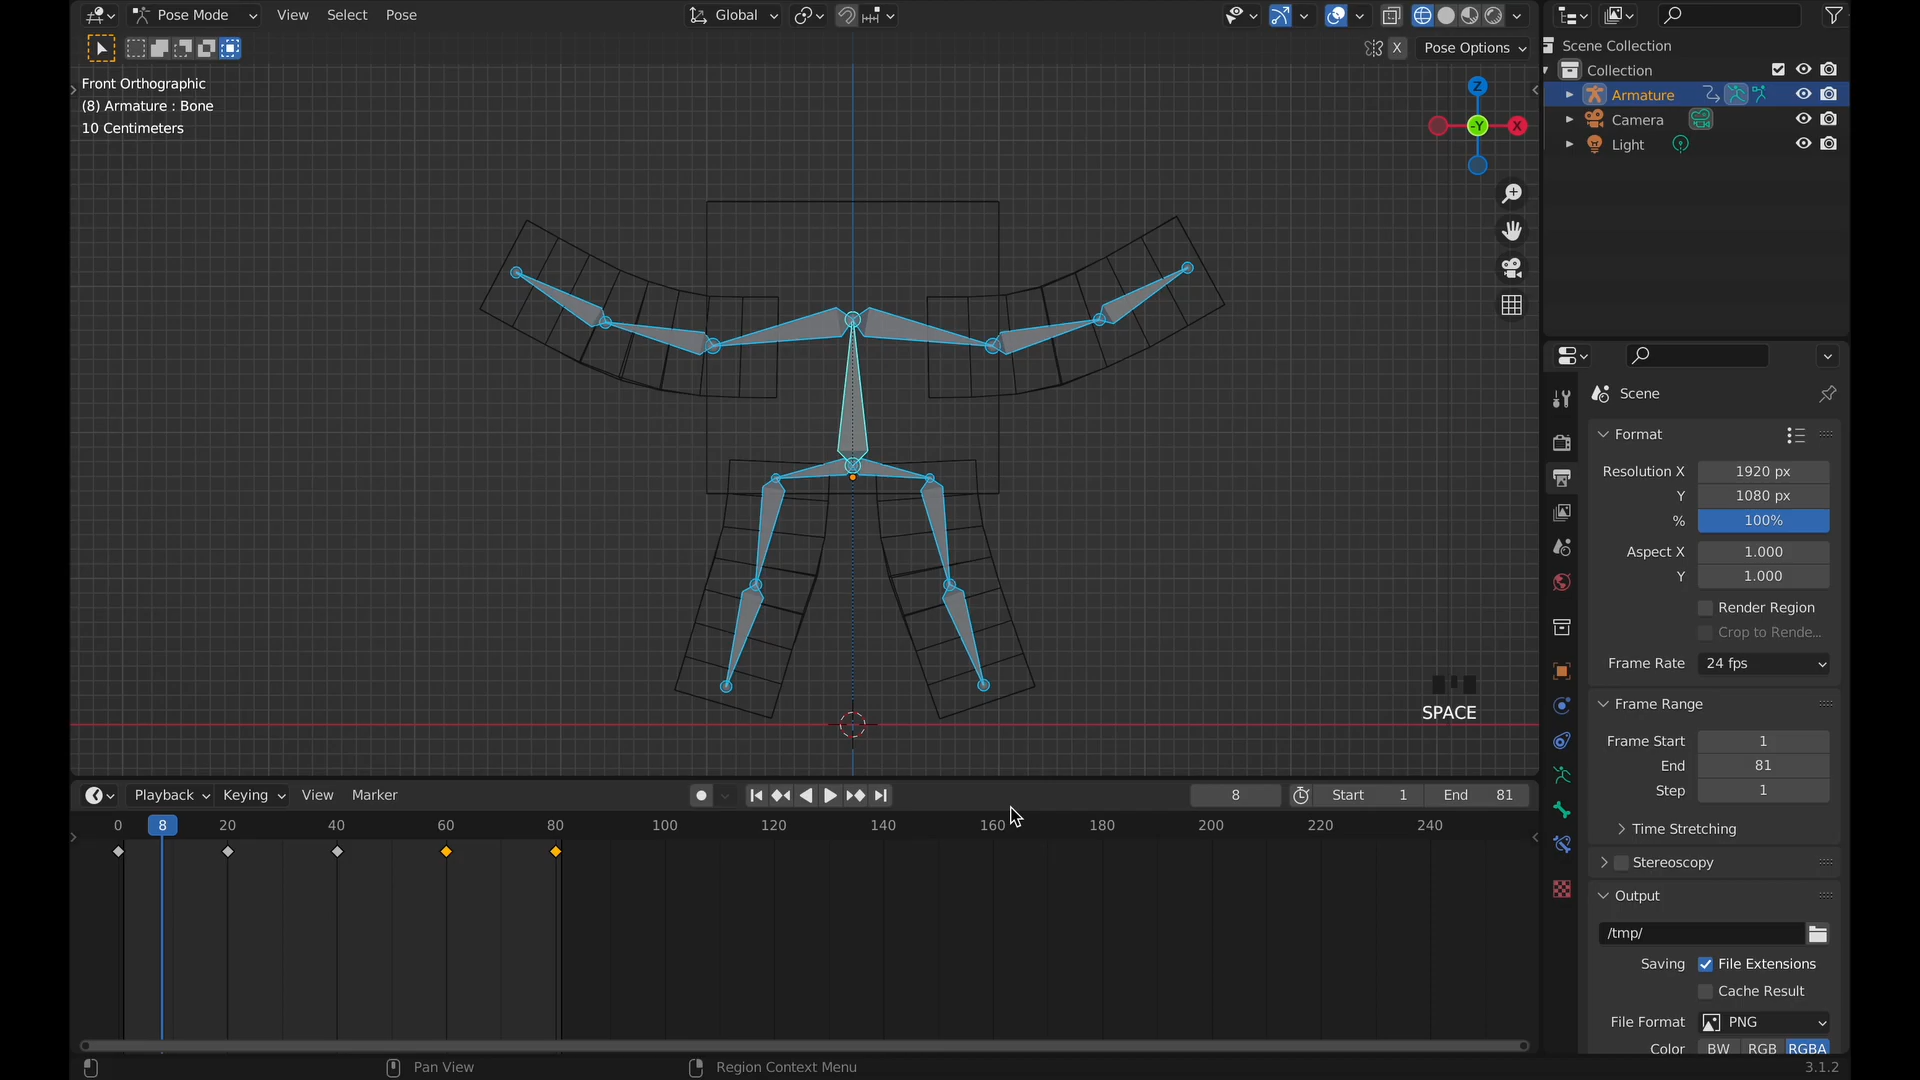 Pose Mode View Select Pose Global
X Pose Options
Front Orthographic
(8) Armature : Bone
10 Centimeters
Z
-Y X
SPACE
Playback Keying View Marker 8 Start 1 End 81
0 8 20 40 60 80 100 120 140 160 180 200 220 240
Scene Collection
Collection
Armature
Camera
Light
Scene
Format
Resolution X 1920 px
Y 1080 px
% 100%
Aspect X 1.000
Y 1.000
Render Region
Crop to Rende...
Frame Rate 24 fps
Frame Range
Frame Start 1
End 81
Step 1
Time Stretching
Stereoscopy
Output
/tmp/
Saving File Extensions
Cache Result
File Format PNG
Color BW RGB RGBA
Pan View Region Context Menu 3.1.2